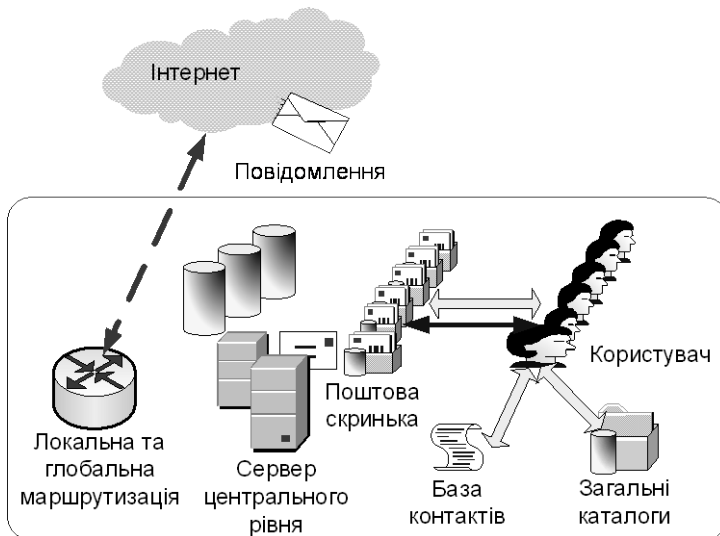 Інтернет
Повідомлення
Користувач
Поштова
скринька
Локальна та
глобальна
маршрутизація
Сервер
центрального
рівня
База
контактів
Загальні
каталоги